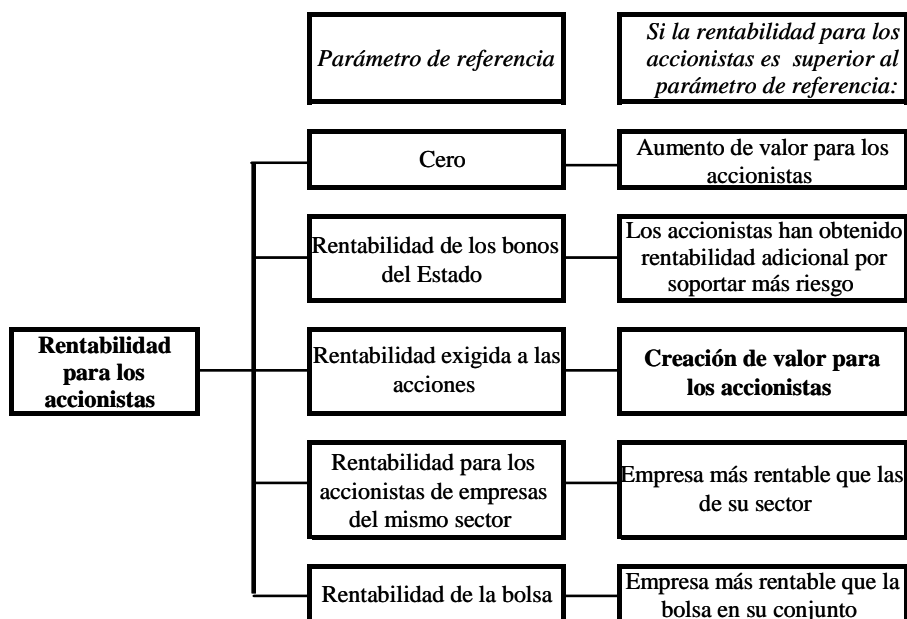 Parámetro de referencia
Si la rentabilidad para los
accionistas es superior al
parámetro de referencia:
Cero
Aumento de valor para los
accionistas
Rentabilidad de los bonos
del Estado
Los accionistas han obtenido
rentabilidad adicional por
soportar más riesgo
Rentabilidad
para los
accionistas
Rentabilidad exigida a las
acciones
Creación de valor para
los accionistas
Rentabilidad para los
accionistas de empresas
del mismo sector
Empresa más rentable que las
de su sector
Rentabilidad de la bolsa
Empresa más rentable que la
bolsa en su conjunto